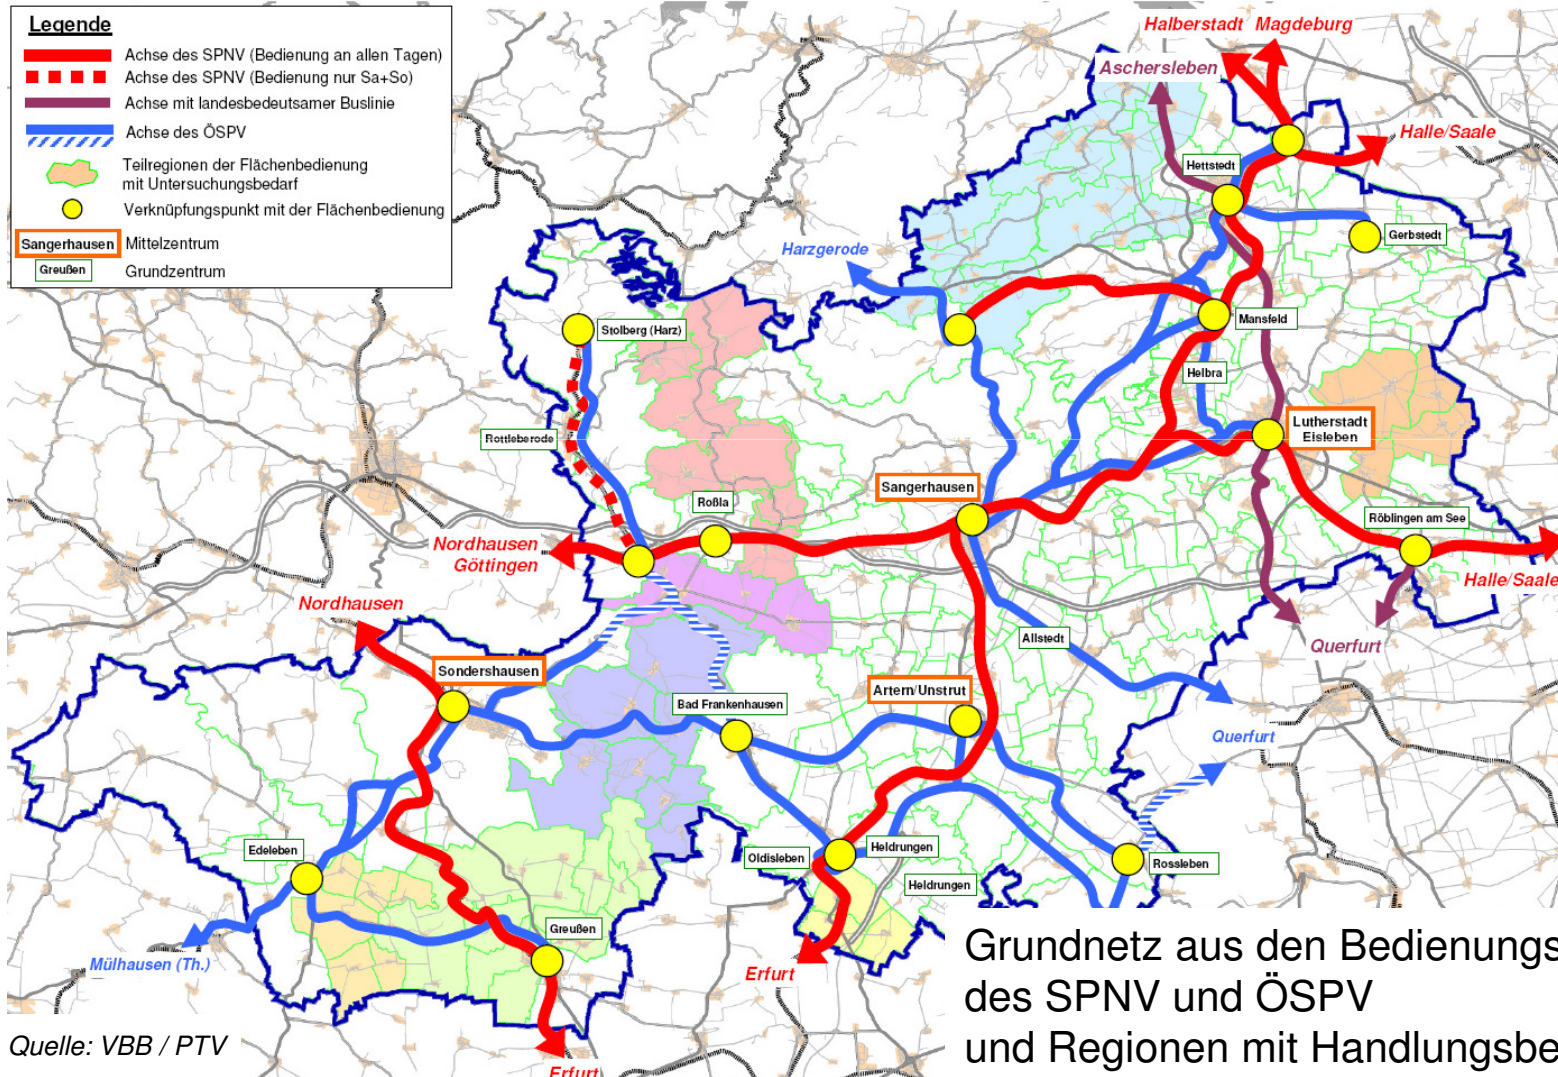 Legende
Achse des SPNV (Bedienung an allen Tagen)
Achse des SPNV (Bedienung nur Sa+So)
Achse mit landesbedeutsamer Buslinie
Achse des ÖSPV
Teilregionen der Flächenbedienung
mit Untersuchungsbedarf
Verknüpfungspunkt mit der Flächenbedienung
Sangerhausen Mittelzentrum
Greußen Grundzentrum
Halberstadt Magdeburg
Aschersleben
Halle/Saale
Hettstedt
Gerbstedt
Harzgerode
Stolberg (Harz)
Mansfeld
Helbra
Rottleberode
Lutherstadt
Eisleben
Sangerhausen
Roßla
Röblingen am See
Nordhausen
Göttingen
Halle/Saale
Nordhausen
Allstedt
Querfurt
Sondershausen
Artern/Unstrut
Bad Frankenhausen
Querfurt
Edeleben
Oldisleben
Heldrungen
Rossleben
Heldrungen
Greußen
Mülhausen (Th.)
Erfurt
Erfurt
Quelle: VBB / PTV
Grundnetz aus den Bedienungs
des SPNV und ÖSPV
und Regionen mit Handlungsbe